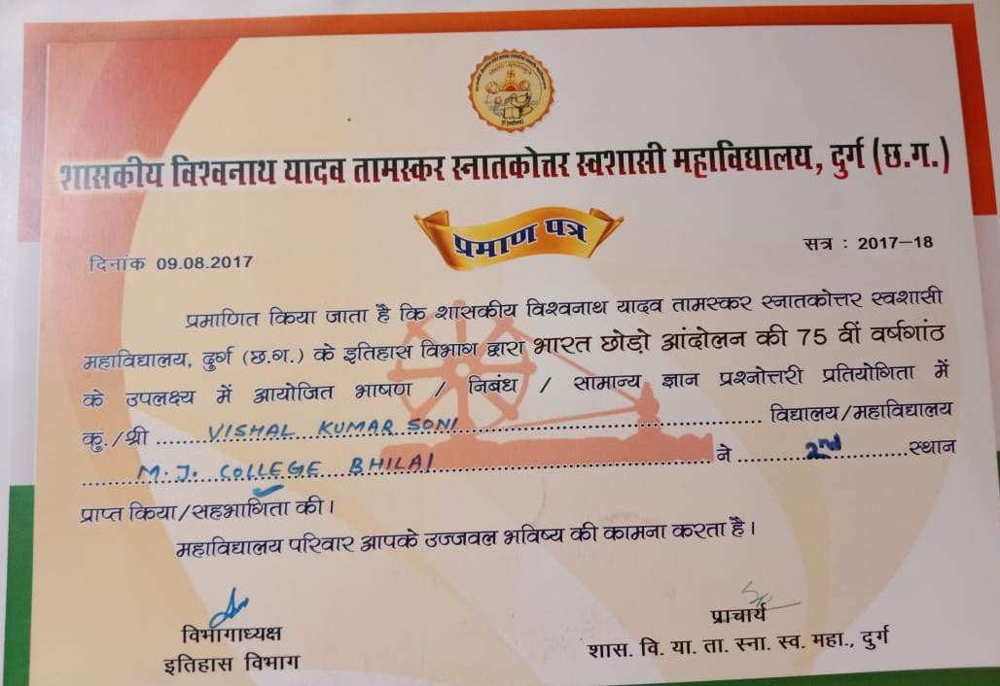 शासकीय विश्वनाथ यादव तामस्कर स्नातकोत्तर स्वशासी महाविद्यालय, दुर्ग (छ.ग.)
प्रमाण पत्र
दिनांक 09.08.2017
सत्र : 2017-18
प्रमाणित किया जाता है कि शासकीय विश्वनाथ यादव तामस्कर स्नातकोत्तर स्वशासी
महाविद्यालय, दुर्ग (छ.ग.) के इतिहास विभाग द्वारा भारत छोड़ो आंदोलन की 75 वीं वर्षगांठ
के उपलक्ष्य में आयोजित भाषण / निबंध / सामान्य ज्ञान प्रश्नोत्तरी प्रतियोगिता में
कु./श्री ..... VISHAL KUMAR SONI ..... विद्यालय/महाविद्यालय
..... M. J. COLLEGE BHILAI ..... ने ..... 2nd ..... स्थान
प्राप्त किया/सहभागिता की।
महाविद्यालय परिवार आपके उज्जवल भविष्य की कामना करता है।
विभागाध्यक्ष
इतिहास विभाग
प्राचार्य
शास. वि. या. ता. स्ना. स्व. महा., दुर्ग